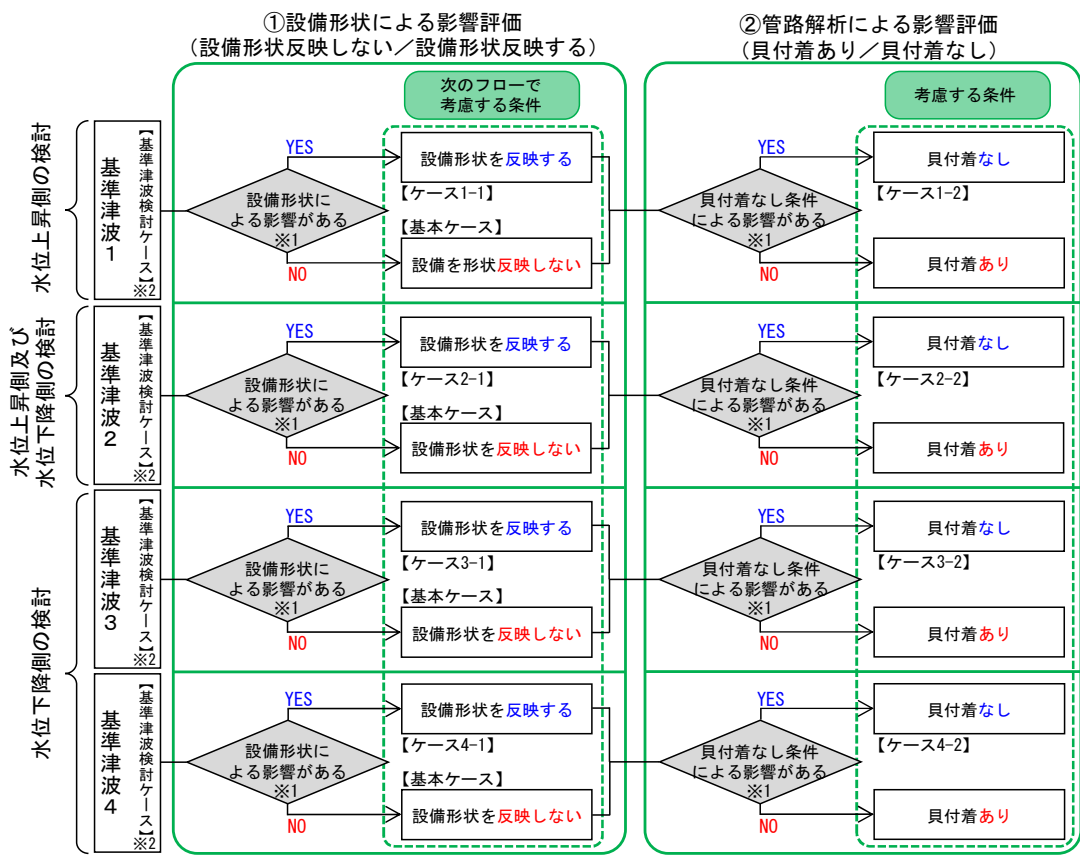 ①設備形状による影響評価
(設備形状反映しない／設備形状反映する)
②管路解析による影響評価
(貝付着あり／貝付着なし)
次のフローで
考慮する条件
考慮する条件
水位上昇側の検討
基準津波1
【基準津波検討ケース】
※2
設備形状に
よる影響がある
※1
YES
設備形状を反映する
【ケース1-1】
【基本ケース】
NO
設備を形状反映しない
貝付着なし条件
による影響がある
※1
YES
貝付着なし
【ケース1-2】
NO
貝付着あり
水位上昇側及び
水位下降側の検討
基準津波2
【基準津波検討ケース】
※2
設備形状に
よる影響がある
※1
YES
設備形状を反映する
【ケース2-1】
【基本ケース】
NO
設備形状を反映しない
貝付着なし条件
による影響がある
※1
YES
貝付着なし
【ケース2-2】
NO
貝付着あり
水位下降側の検討
基準津波3
【基準津波検討ケース】
※2
設備形状に
よる影響がある
※1
YES
設備形状を反映する
【ケース3-1】
【基本ケース】
NO
設備形状を反映しない
貝付着なし条件
による影響がある
※1
YES
貝付着なし
【ケース3-2】
NO
貝付着あり
基準津波4
【基準津波検討ケース】
※2
設備形状に
よる影響がある
※1
YES
設備形状を反映する
【ケース4-1】
【基本ケース】
NO
設備形状を反映しない
貝付着なし条件
による影響がある
※1
YES
貝付着なし
【ケース4-2】
NO
貝付着あり